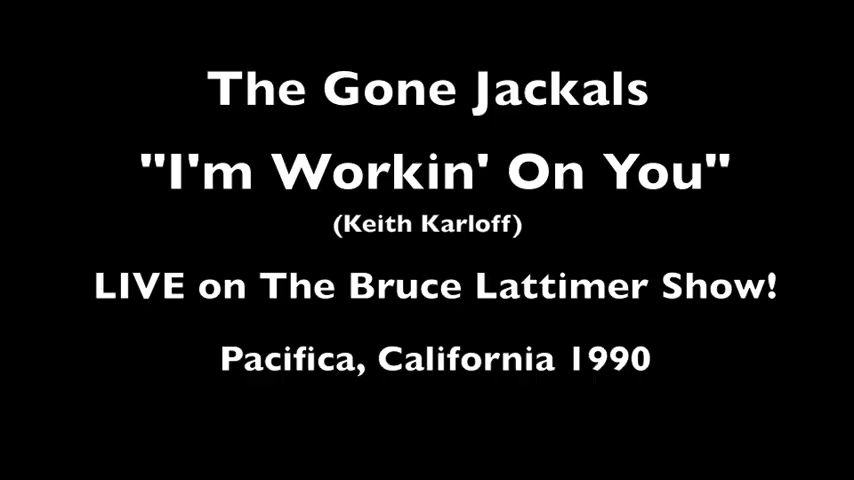 The Gone Jackals
"I'm Workin' On You"
(Keith Karloff)
LIVE on The Bruce Lattimer Show!
Pacifica, California 1990